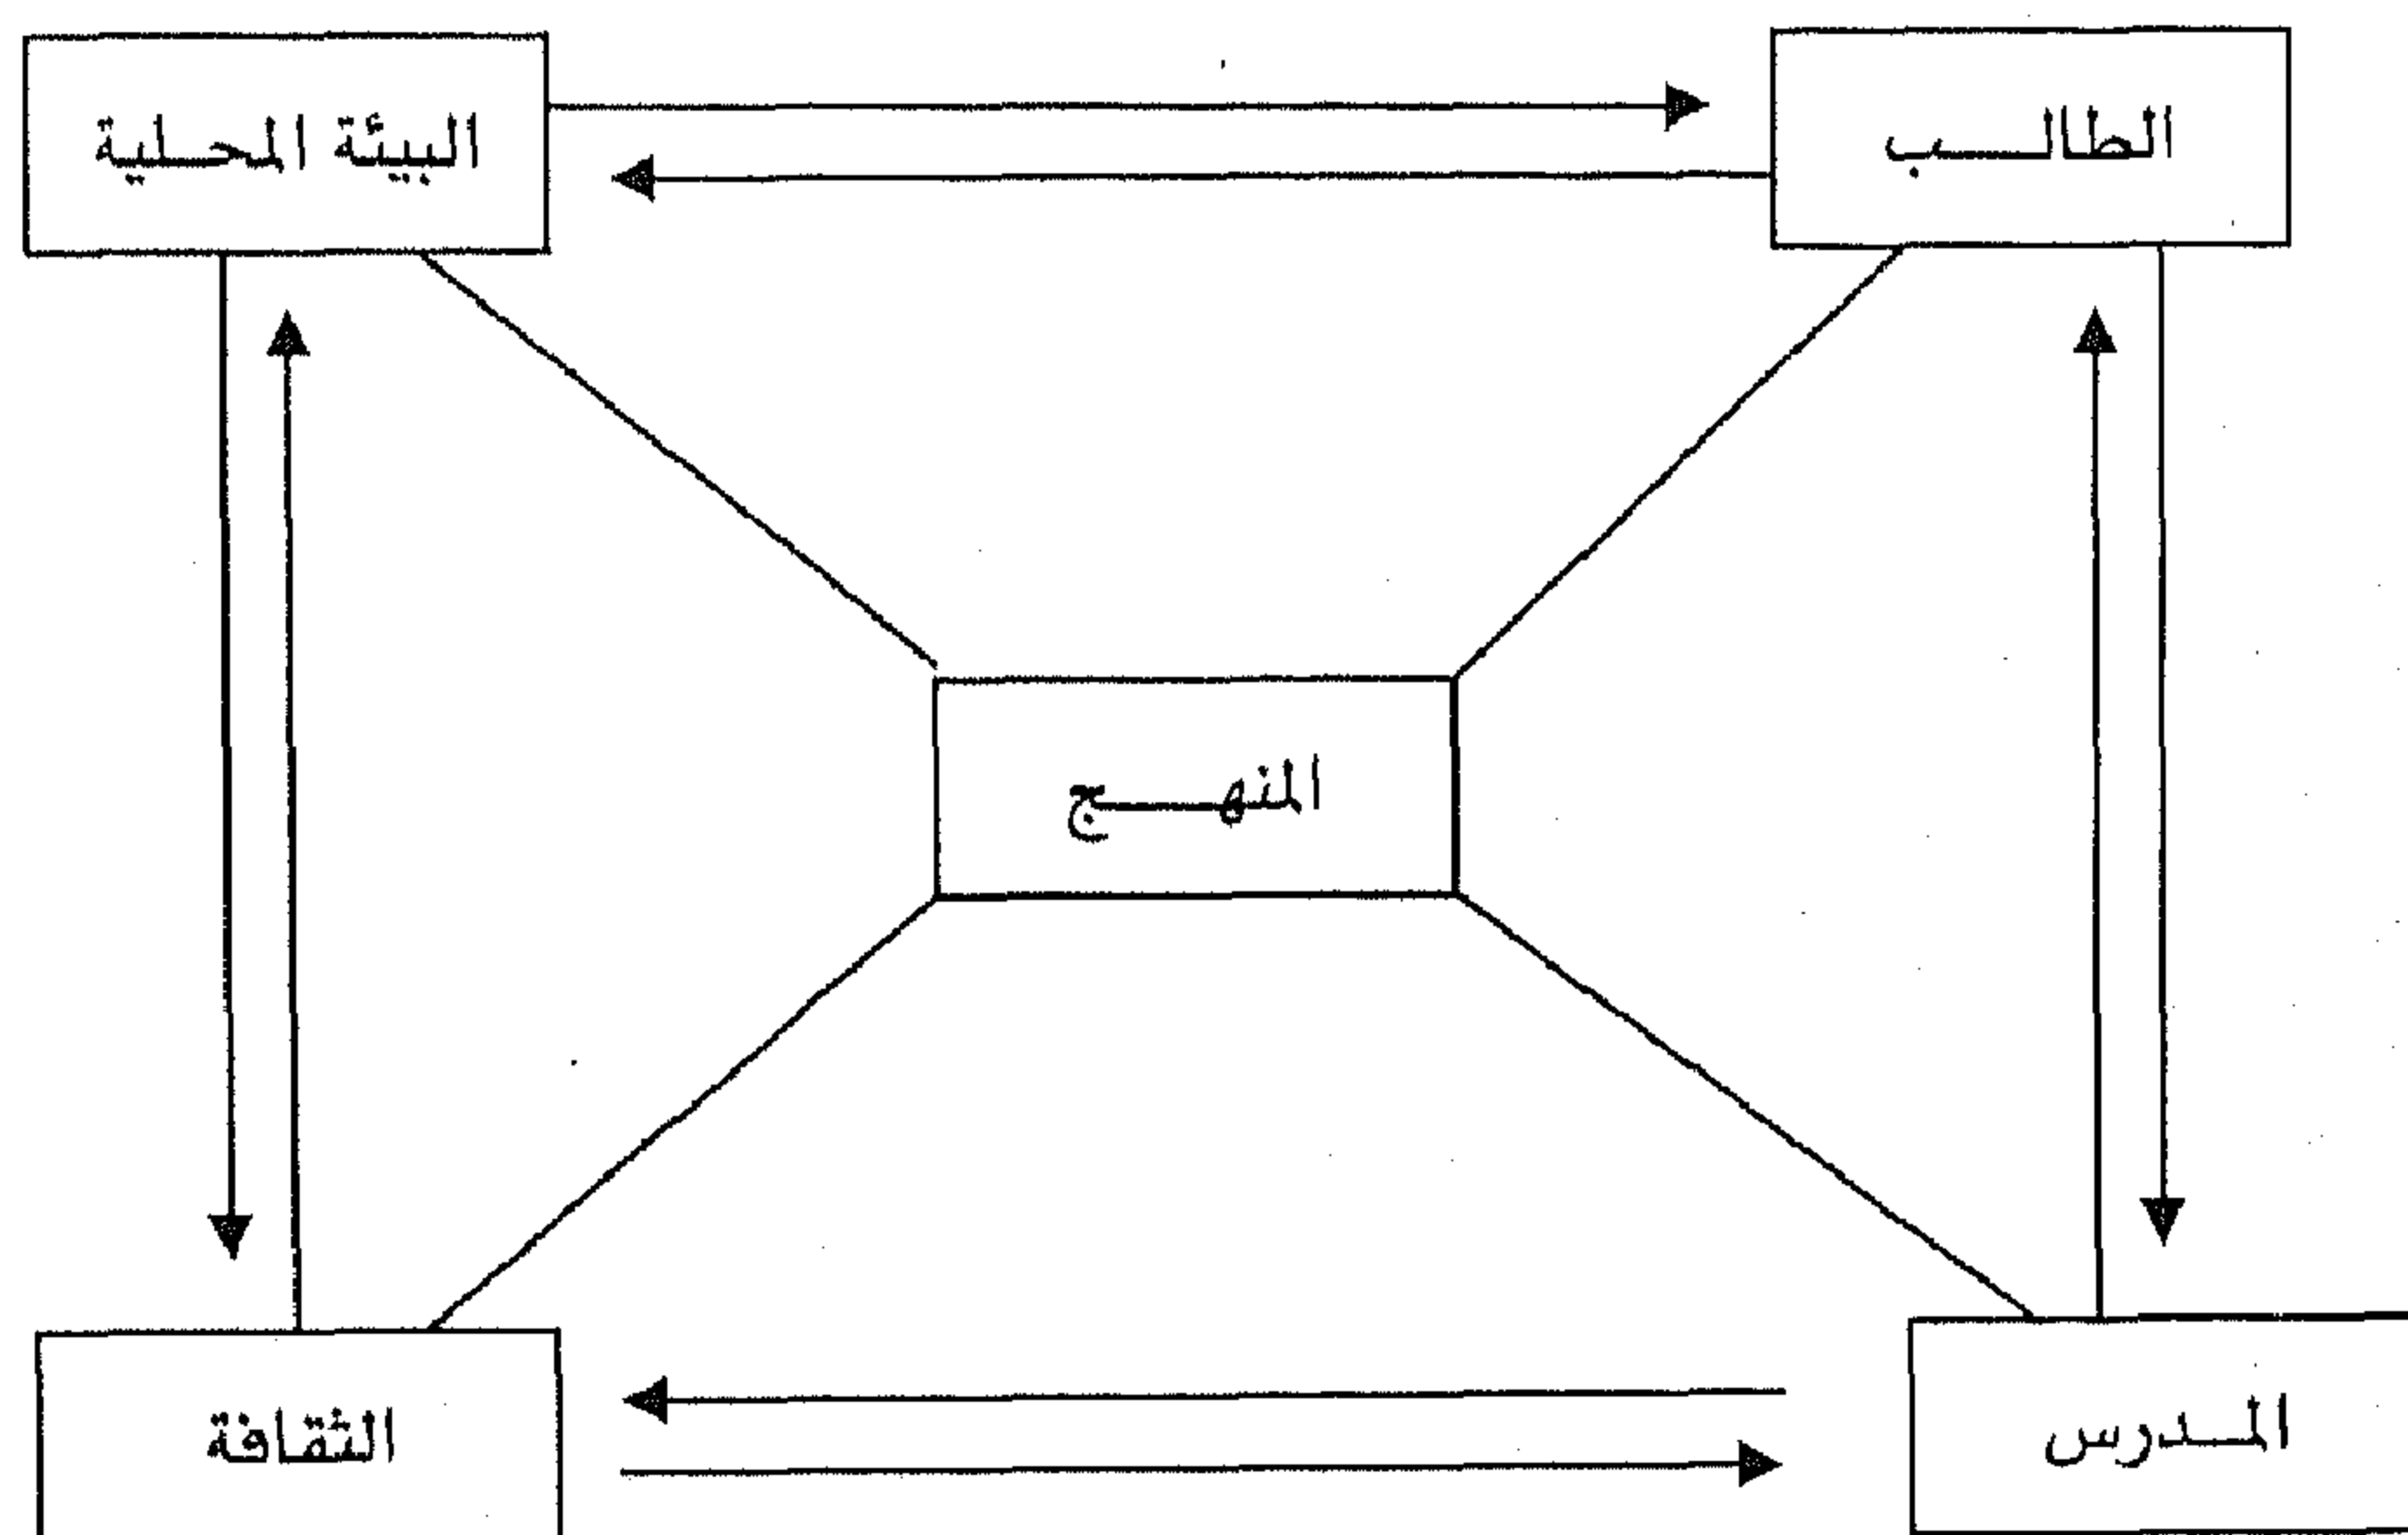 الطالب
البيئة المحلية
المنهج
المدرس
الثقافة